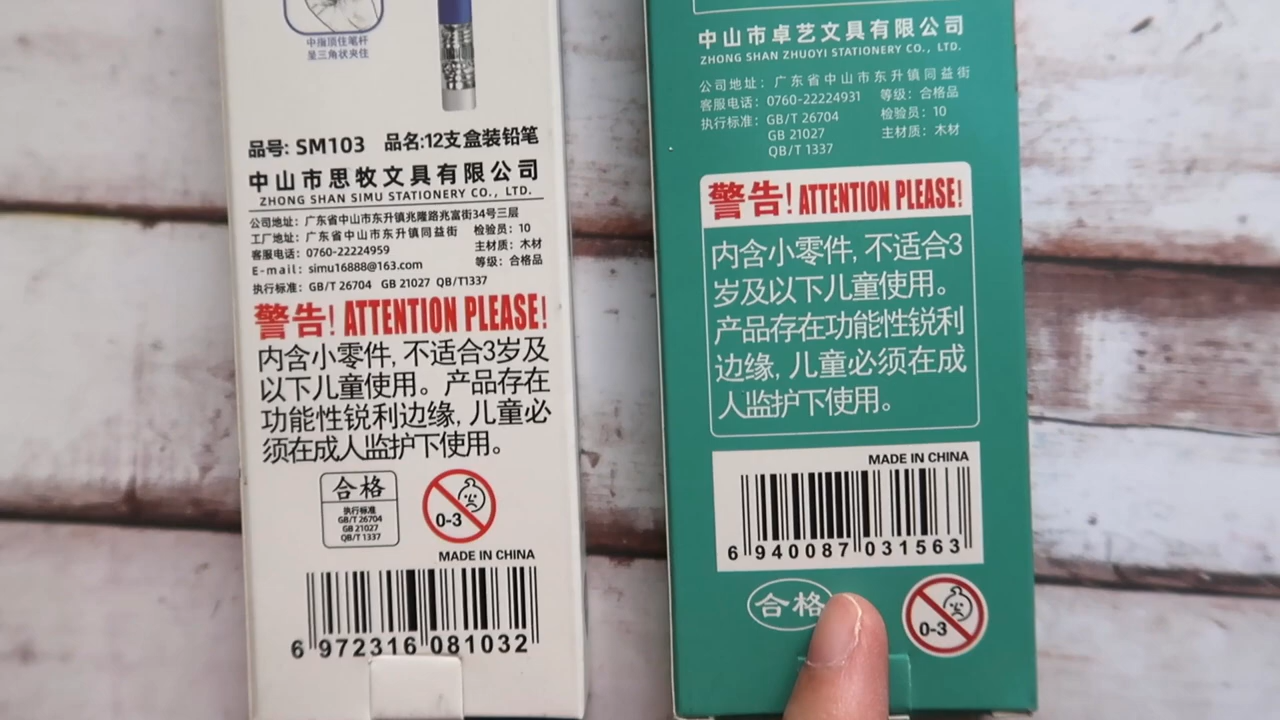 中指顶住笔杆
呈三角状夹住
品号: SM103 品名:12支盒装铅笔
中山市思牧文具有限公司
ZHONG SHAN SIMU STATIONERY CO., LTD.
公司地址: 广东省中山市东升镇兆隆路兆富街34号三层
工厂地址: 广东省中山市东升镇同益街 检验员: 10
客服电话: 0760-22224959 主材质: 木材
E-mail: simu16888@163.com 等级: 合格品
执行标准: GB/T 26704 GB 21027 QB/T1337
警告! ATTENTION PLEASE!
内含小零件, 不适合3岁及
以下儿童使用。产品存在
功能性锐利边缘, 儿童必
须在成人监护下使用。
合格
执行标准
GB/T 26704
GB 21027
QB/T 1337
0-3
MADE IN CHINA
6 972316 081032
中山市卓艺文具有限公司
ZHONG SHAN ZHUOYI STATIONERY CO., LTD.
公司地址: 广东省中山市东升镇同益街
客服电话: 0760-22224931 等级: 合格品
执行标准: GB/T 26704 检验员: 10
GB 21027 主材质: 木材
QB/T 1337
警告! ATTENTION PLEASE!
内含小零件, 不适合3
岁及以下儿童使用。
产品存在功能性锐利
边缘, 儿童必须在成
人监护下使用。
MADE IN CHINA
6 940087 031563
合格
0-3